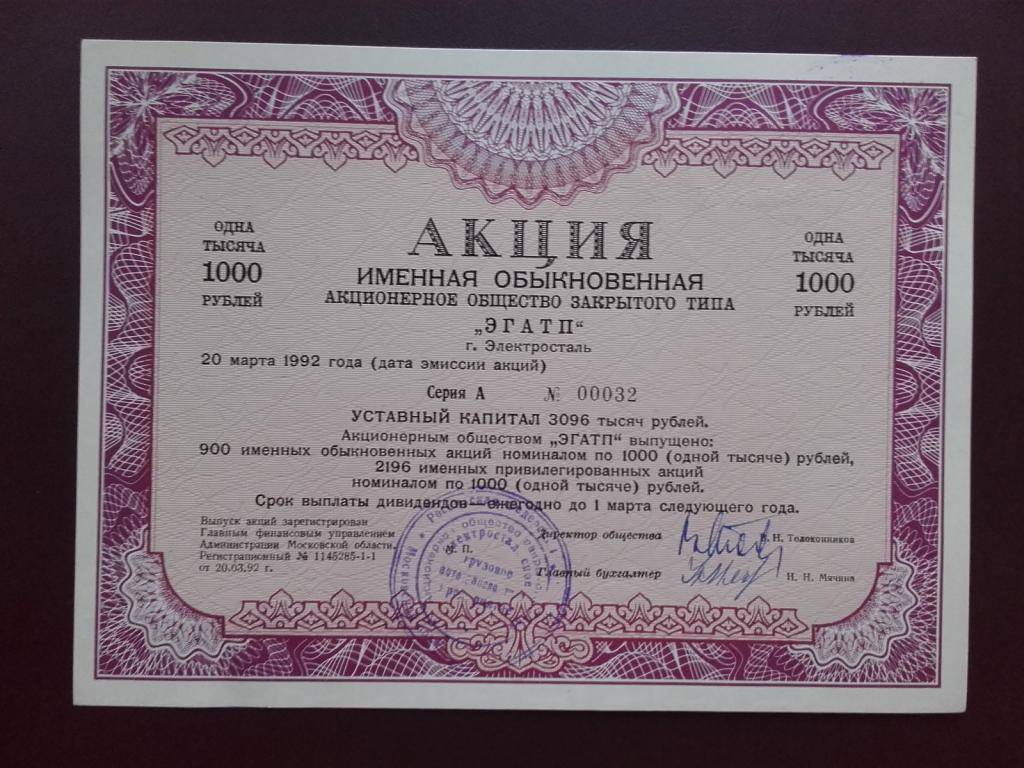 АКЦИЯ
ИМЕННАЯ ОБЫКНОВЕННАЯ
АКЦИОНЕРНОЕ ОБЩЕСТВО ЗАКРЫТОГО ТИПА
„ЭГАТП“
г. Электросталь
ОДНА
ТЫСЯЧА
1000
РУБЛЕЙ
ОДНА
ТЫСЯЧА
1000
РУБЛЕЙ
20 марта 1992 года (дата эмиссии акций)
Серия А № 00032
УСТАВНЫЙ КАПИТАЛ 3096 тысяч рублей.
Акционерным обществом „ЭГАТП“ выпущено:
900 именных обыкновенных акций номиналом по 1000 (одной тысяче) рублей,
2196 именных привилегированных акций
номиналом по 1000 (одной тысяче) рублей.
Срок выплаты дивидендов—ежегодно до 1 марта следующего года.
Выпуск акций зарегистрирован
Главным финансовым управлением
Администрации Московской области.
Регистрационный № 1145285-1-1
от 20.03.92 г.
М. П.
Директор общества В. Н. Толоконников
Главный бухгалтер Н. Н. Мячина
грузовое